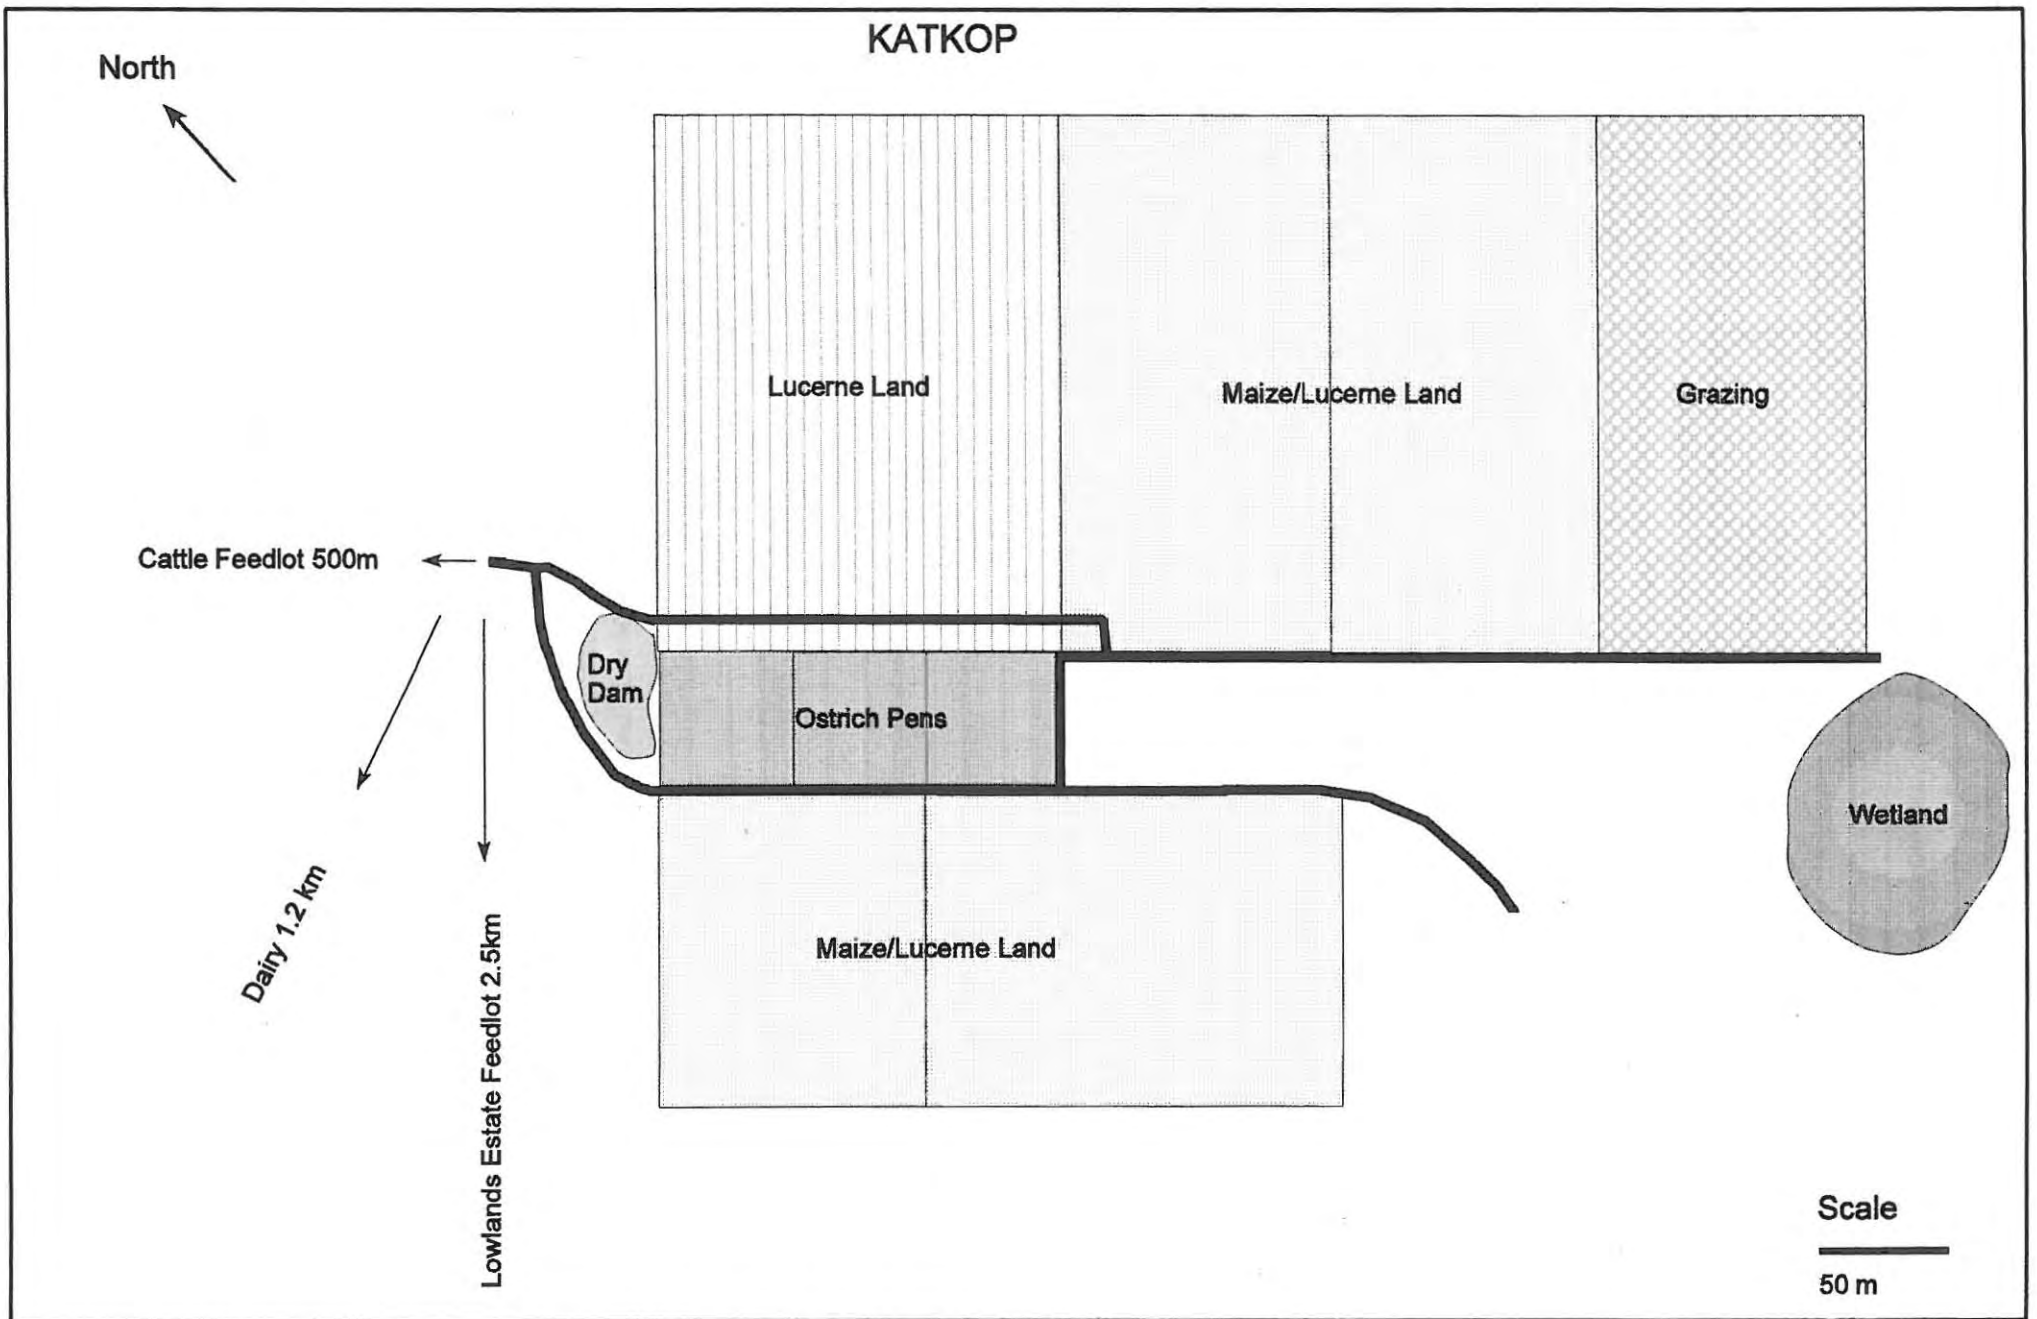 KATKOP
North
Lucerne Land
Maize/Lucerne Land
Grazing
Cattle Feedlot 500m
Dry
Dam
Ostrich Pens
Wetland
Dairy 1.2 km
Lowlands Estate Feedlot 2.5km
Maize/Lucerne Land
Scale
50 m